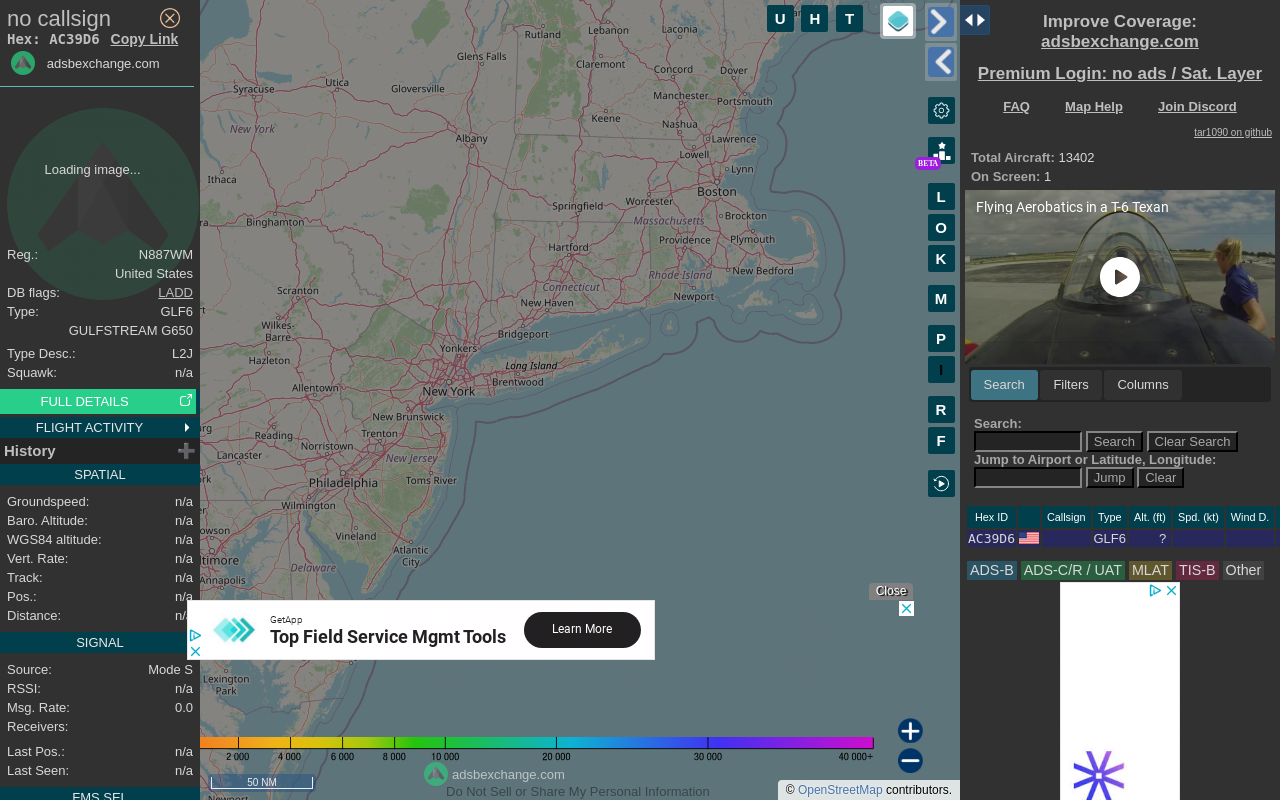 no callsign
Hex: AC39D6 Copy Link
adsbexchange.com
Loading image...
Reg.: N887WM
United States
DB flags: LADD
Type: GLF6
GULFSTREAM G650
Type Desc.: L2J
Squawk: n/a
FULL DETAILS
FLIGHT ACTIVITY
History
SPATIAL
Groundspeed: n/a
Baro. Altitude: n/a
WGS84 altitude: n/a
Vert. Rate: n/a
Track: n/a
Pos.: n/a
Distance: n/a
SIGNAL
Source: Mode S
RSSI: n/a
Msg. Rate: 0.0
Receivers:
Last Pos.: n/a
Last Seen: n/a
FMS SEL
U H T
BETA
L
O
K
M
P
I
R
F
Rutland
Lebanon
Laconia
Glens Falls
Claremont
Concord
Dover
Utica
Syracuse
Gloversville
Manchester
Portsmouth
Keene
Nashua
New York
Albany
Lawrence
Lowell
Lynn
Ithaca
Boston
Springfield
Worcester
Massachusetts
Brockton
Binghamton
Hartford
Providence
Plymouth
Rhode Island
New Bedford
Connecticut
Newport
Scranton
New Haven
Wilkes-
Barre
Bridgeport
Yonkers
Hazleton
Long Island
Brentwood
Allentown
New York
New Brunswick
Reading
Trenton
Norristown
Lancaster
New Jersey
Philadelphia
Toms River
Wilmington
Vineland
Atlantic
City
Annapolis
Delaware
Lexington
Park
Newport
Close
GetApp
Top Field Service Mgmt Tools
Learn More
2 000 4 000 6 000 8 000 10 000 20 000 30 000 40 000+
adsbexchange.com
50 NM
Do Not Sell or Share My Personal Information
© OpenStreetMap contributors.
Improve Coverage:
adsbexchange.com
Premium Login: no ads / Sat. Layer
FAQ Map Help Join Discord
tar1090 on github
Total Aircraft: 13402
On Screen: 1
Flying Aerobatics in a T-6 Texan
Search Filters Columns
Search:
Search Clear Search
Jump to Airport or Latitude, Longitude:
Jump Clear
Hex ID Callsign Type Alt. (ft) Spd. (kt) Wind D.
AC39D6 GLF6 ?
ADS-B ADS-C/R / UAT MLAT TIS-B Other